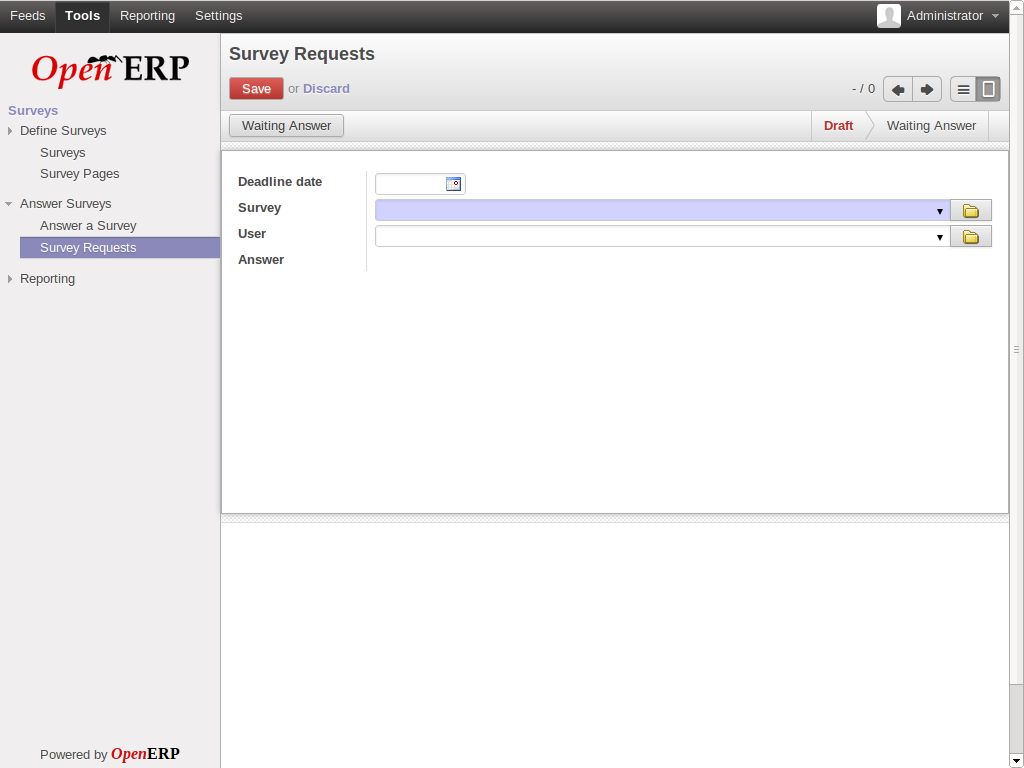 Feeds Tools Reporting Settings Administrator
OpenERP
Surveys
Define Surveys
Surveys
Survey Pages
Answer Surveys
Answer a Survey
Survey Requests
Reporting
Powered by OpenERP
Survey Requests
Save or Discard - / 0
Waiting Answer Draft Waiting Answer
Deadline date
Survey
User
Answer